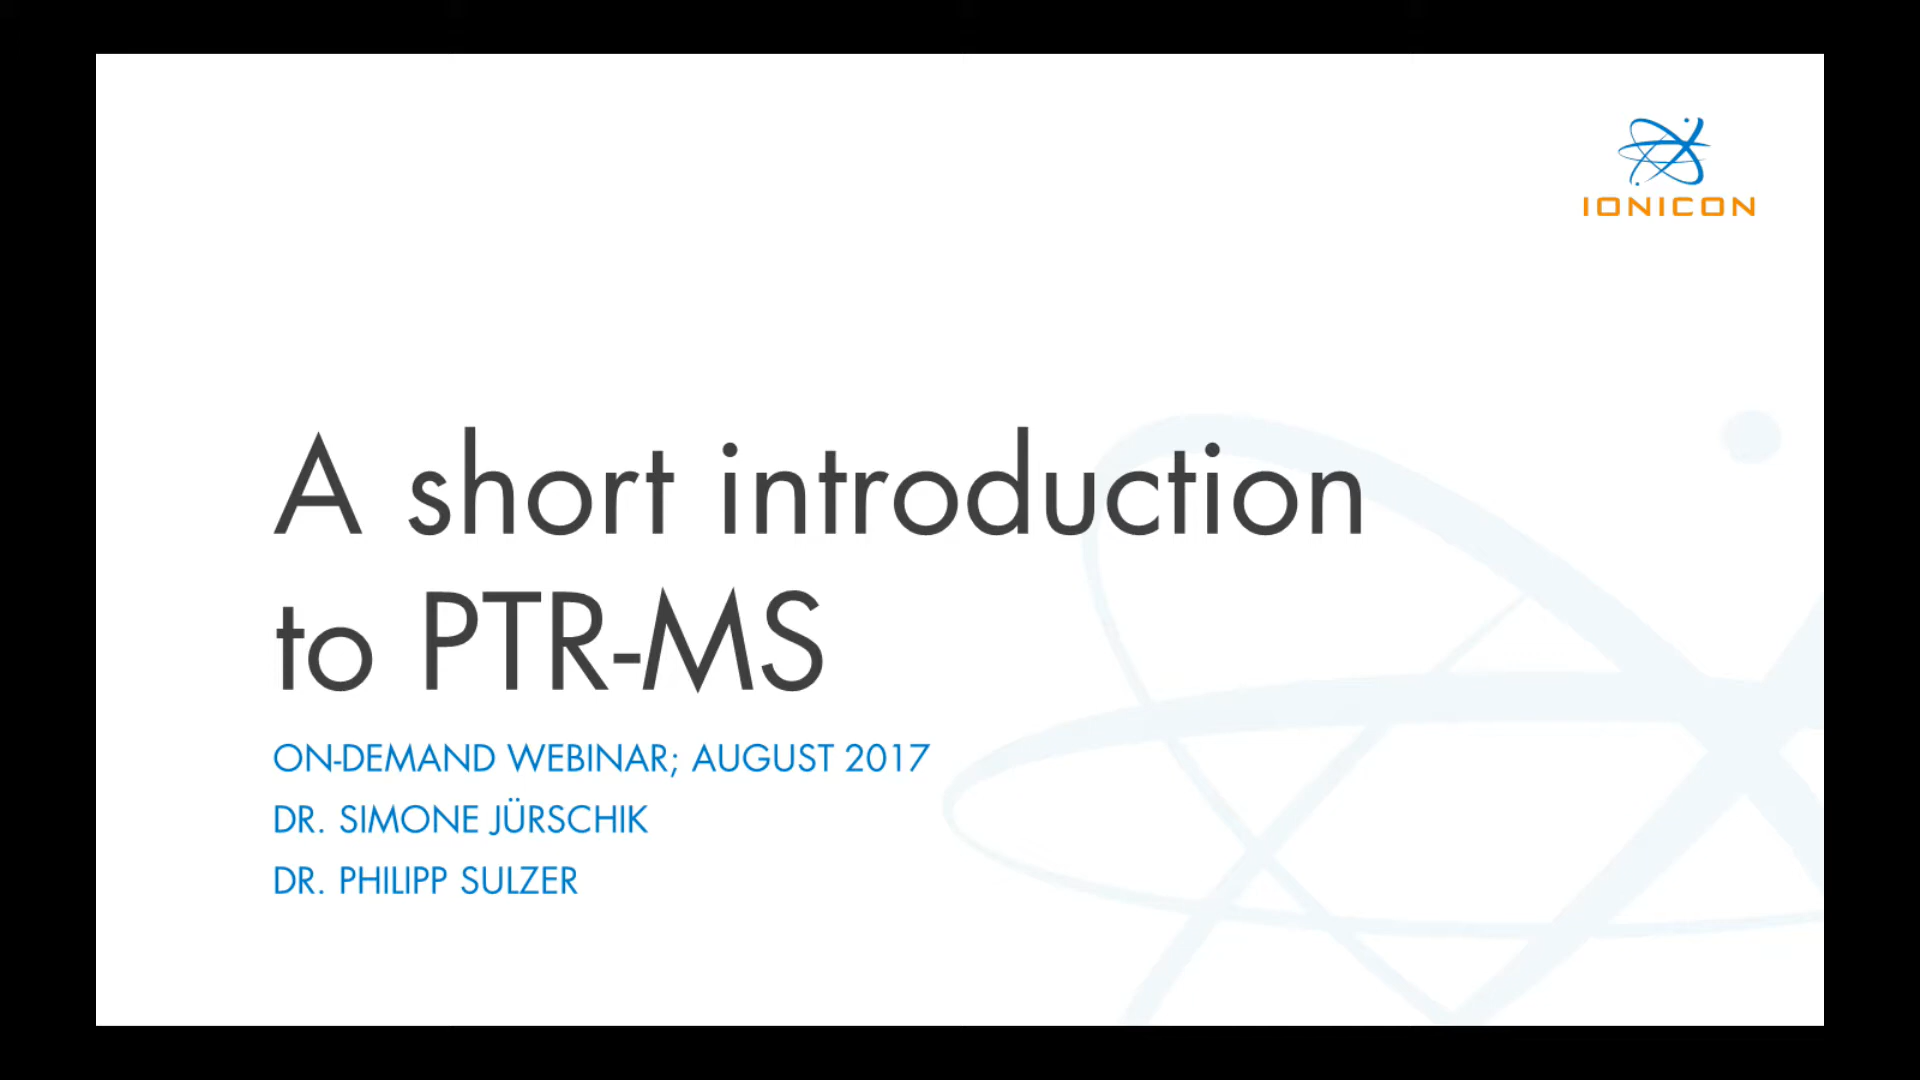 IONICON
A short introduction
to PTR-MS
ON-DEMAND WEBINAR; AUGUST 2017
DR. SIMONE JÜRSCHIK
DR. PHILIPP SULZER